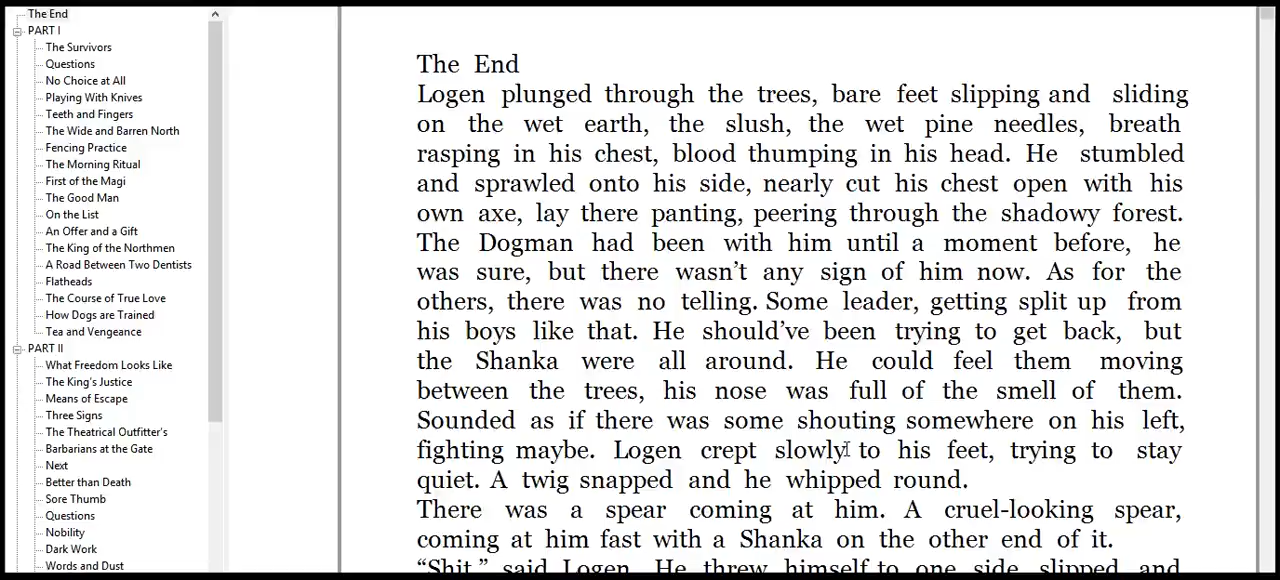 The End
PART I
The Survivors
Questions
No Choice at All
Playing With Knives
Teeth and Fingers
The Wide and Barren North
Fencing Practice
The Morning Ritual
First of the Magi
The Good Man
On the List
An Offer and a Gift
The King of the Northmen
A Road Between Two Dentists
Flatheads
The Course of True Love
How Dogs are Trained
Tea and Vengeance
PART II
What Freedom Looks Like
The King's Justice
Means of Escape
Three Signs
The Theatrical Outfitter's
Barbarians at the Gate
Next
Better than Death
Sore Thumb
Questions
Nobility
Dark Work
Words and Dust
The End
Logen plunged through the trees, bare feet slipping and sliding
on the wet earth, the slush, the wet pine needles, breath
rasping in his chest, blood thumping in his head. He stumbled
and sprawled onto his side, nearly cut his chest open with his
own axe, lay there panting, peering through the shadowy forest.
The Dogman had been with him until a moment before, he
was sure, but there wasn’t any sign of him now. As for the
others, there was no telling. Some leader, getting split up from
his boys like that. He should’ve been trying to get back, but
the Shanka were all around. He could feel them moving
between the trees, his nose was full of the smell of them.
Sounded as if there was some shouting somewhere on his left,
fighting maybe. Logen crept slowly to his feet, trying to stay
quiet. A twig snapped and he whipped round.
There was a spear coming at him. A cruel-looking spear,
coming at him fast with a Shanka on the other end of it.
“Shit,” said Logen. He threw himself to one side, slipped and